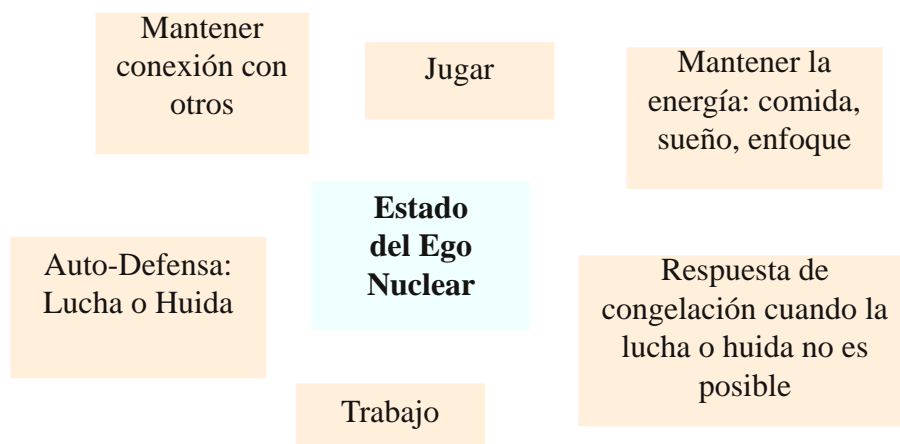 Mantener
conexión con
otros
Jugar
Mantener la
energía: comida,
sueño, enfoque
Estado
del Ego
Nuclear
Auto-Defensa:
Lucha o Huida
Respuesta de
congelación cuando la
lucha o huida no es
posible
Trabajo